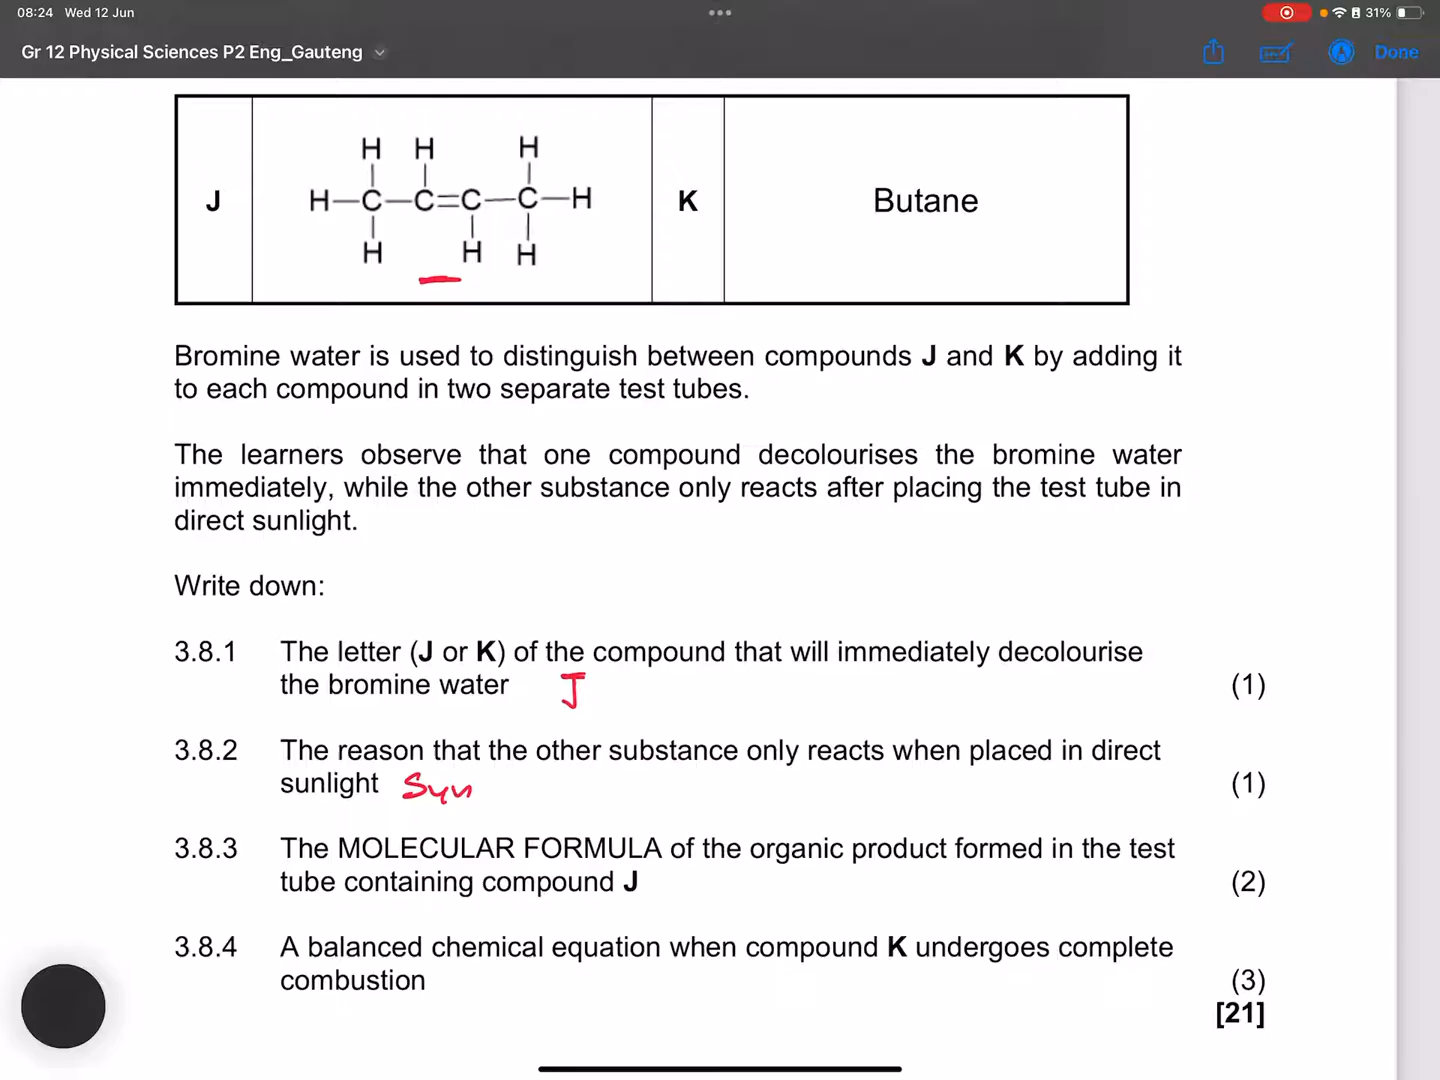 08:24 Wed 12 Jun
31%
Gr 12 Physical Sciences P2 Eng_Gauteng
Done
H H H
J H—C—C=C—C—H K Butane
H H H
Bromine water is used to distinguish between compounds J and K by adding it
to each compound in two separate test tubes.
The learners observe that one compound decolourises the bromine water
immediately, while the other substance only reacts after placing the test tube in
direct sunlight.
Write down:
3.8.1 The letter (J or K) of the compound that will immediately decolourise
the bromine water J (1)
3.8.2 The reason that the other substance only reacts when placed in direct
sunlight Sun (1)
3.8.3 The MOLECULAR FORMULA of the organic product formed in the test
tube containing compound J (2)
3.8.4 A balanced chemical equation when compound K undergoes complete
combustion (3)
[21]